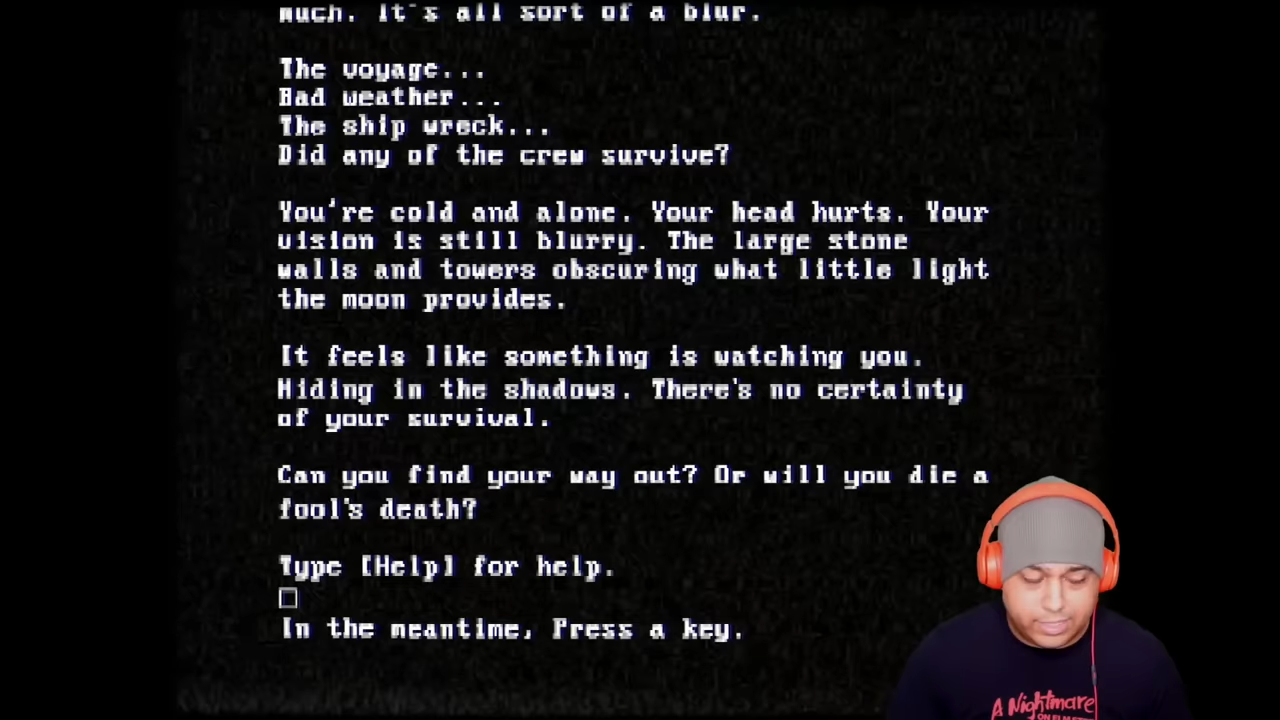 much. It's all sort of a blur.
The voyage...
Bad weather...
The ship wreck...
Did any of the crew survive?
You're cold and alone. Your head hurts. Your
vision is still blurry. The large stone
walls and towers obscuring what little light
the moon provides.
It feels like something is watching you.
Hiding in the shadows. There's no certainty
of your survival.
Can you find your way out? Or will you die a
fool's death?
Type [Help] for help.
In the meantime, Press a key.
A Nightmare
ON ELM